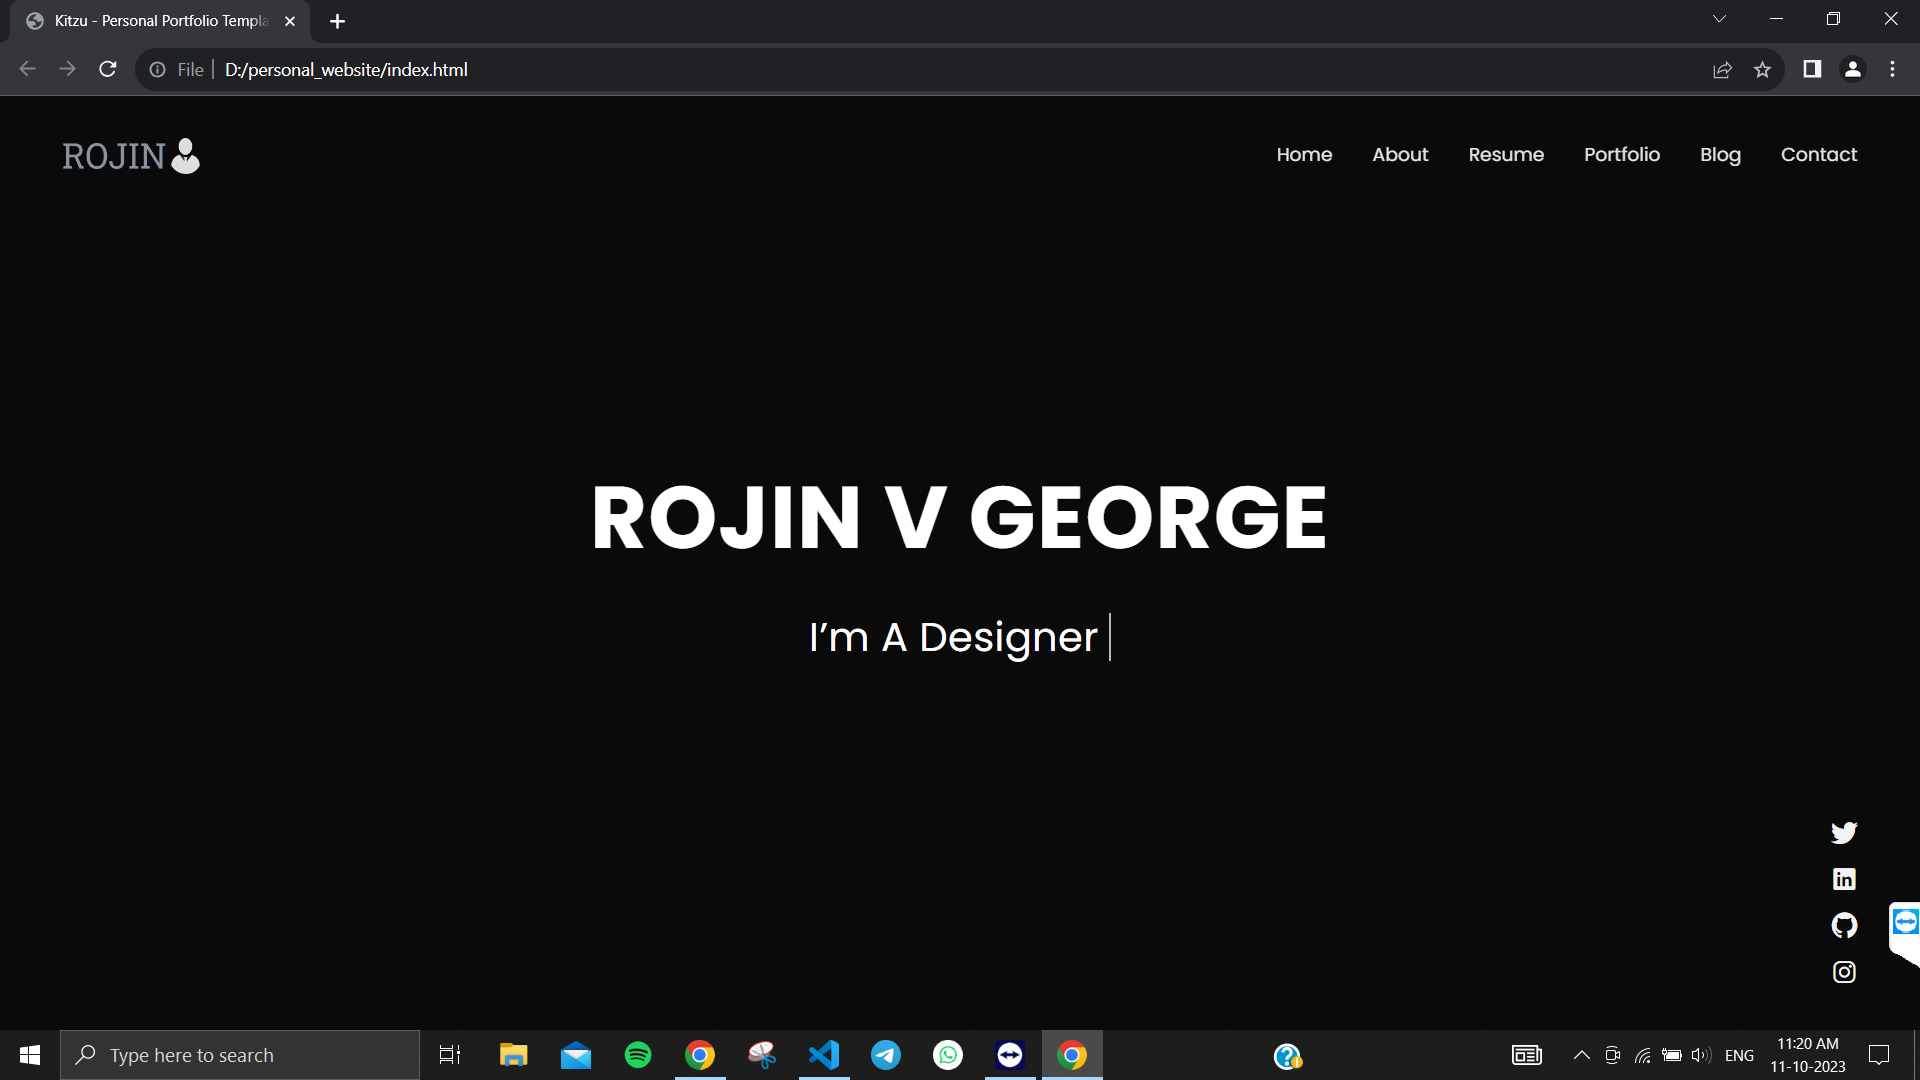 Kitzu - Personal Portfolio Templa
File
D:/personal_website/index.html
ROJIN
Home About Resume Portfolio Blog Contact
ROJIN V GEORGE
I’m A Designer
in
Type here to search
ENG
11:20 AM
11-10-2023